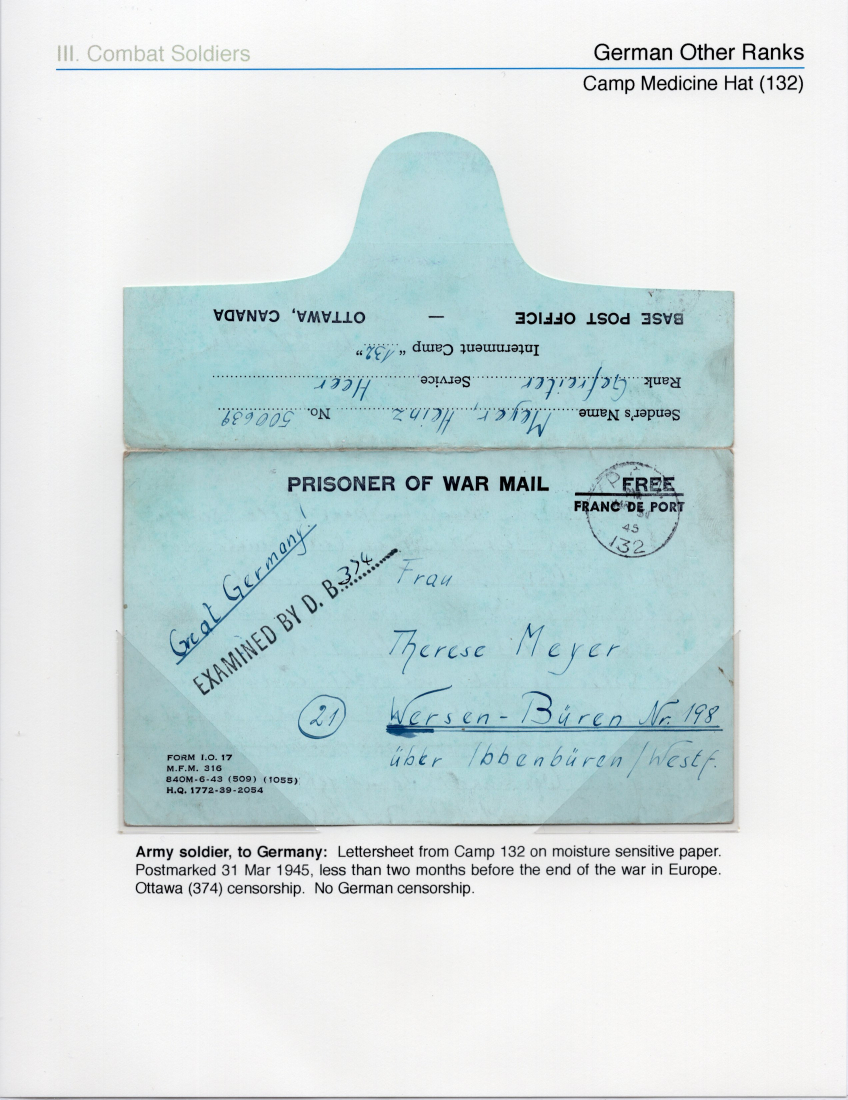 III. Combat Soldiers
German Other Ranks
Camp Medicine Hat (132)
BASE POST OFFICE — OTTAWA, CANADA
Internment Camp "132"
Rank Gefreiter Service Heer
Sender's Name Meyer, Heinz No. 500639
PRISONER OF WAR MAIL
FREE
FRANC DE PORT
P.
31
45
132
Great Germany!
EXAMINED BY D. B. 374
Frau
Therese Meyer
(21) Wersen-Büren Nr. 198
über Ibbenbüren/Westf.
FORM I.O. 17
M.F.M. 316
840M-6-43 (509) (1055)
H.Q. 1772-39-2054
Army soldier, to Germany: Lettersheet from Camp 132 on moisture sensitive paper.
Postmarked 31 Mar 1945, less than two months before the end of the war in Europe.
Ottawa (374) censorship. No German censorship.